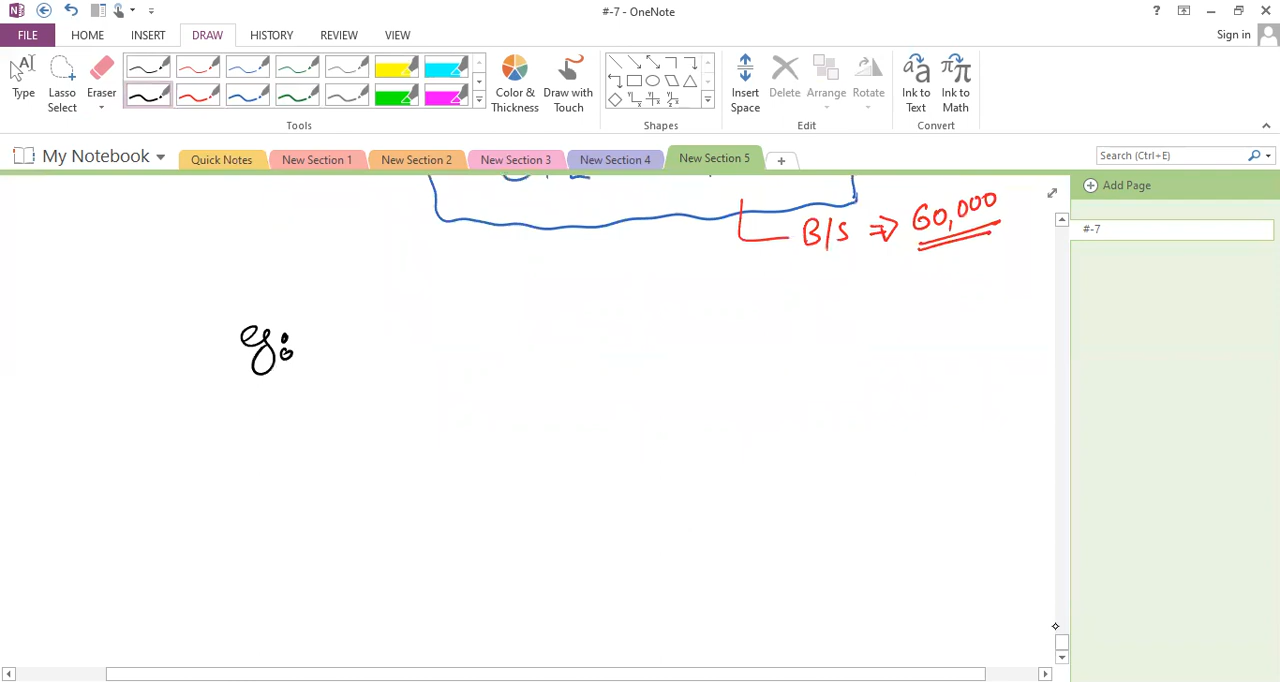 #-7 - OneNote
?
FILE HOME INSERT DRAW HISTORY REVIEW VIEW
Sign in
Type
Lasso Select
Eraser
Color & Thickness
Draw with Touch
Insert Space
Delete
Arrange
Rotate
Ink to Text
Ink to Math
Tools Shapes Edit Convert
My Notebook Quick Notes New Section 1 New Section 2 New Section 3 New Section 4 New Section 5
Search (Ctrl+E)
Add Page
#-7
B/S ⇒ 60,000
eg: